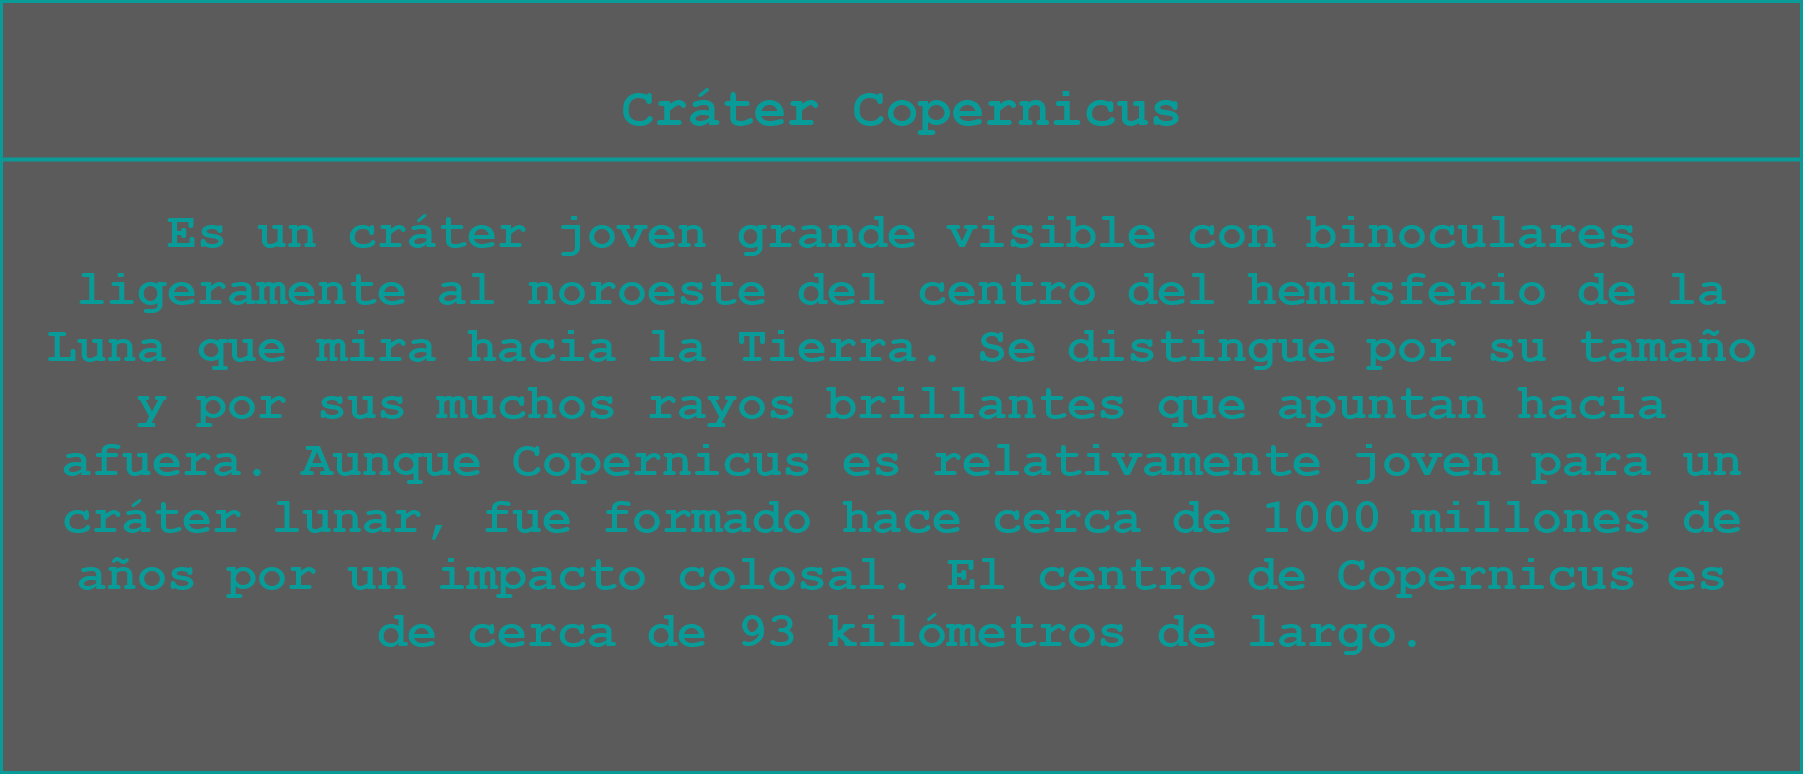 Cráter Copernicus
Es un cráter joven grande visible con binoculares
ligeramente al noroeste del centro del hemisferio de la
Luna que mira hacia la Tierra. Se distingue por su tamaño
y por sus muchos rayos brillantes que apuntan hacia
afuera. Aunque Copernicus es relativamente joven para un
cráter lunar, fue formado hace cerca de 1000 millones de
años por un impacto colosal. El centro de Copernicus es
de cerca de 93 kilómetros de largo.